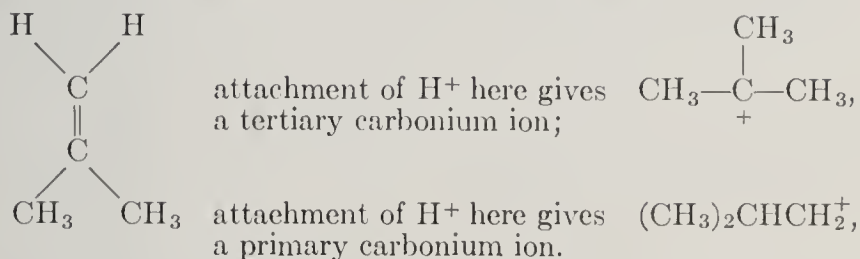 H H
CH₃
C attachment of H⁺ here gives CH₃—C—CH₃,
a tertiary carbonium ion; +
C
CH₃ CH₃ attachment of H⁺ here gives (CH₃)₂CHCH₂⁺,
a primary carbonium ion.